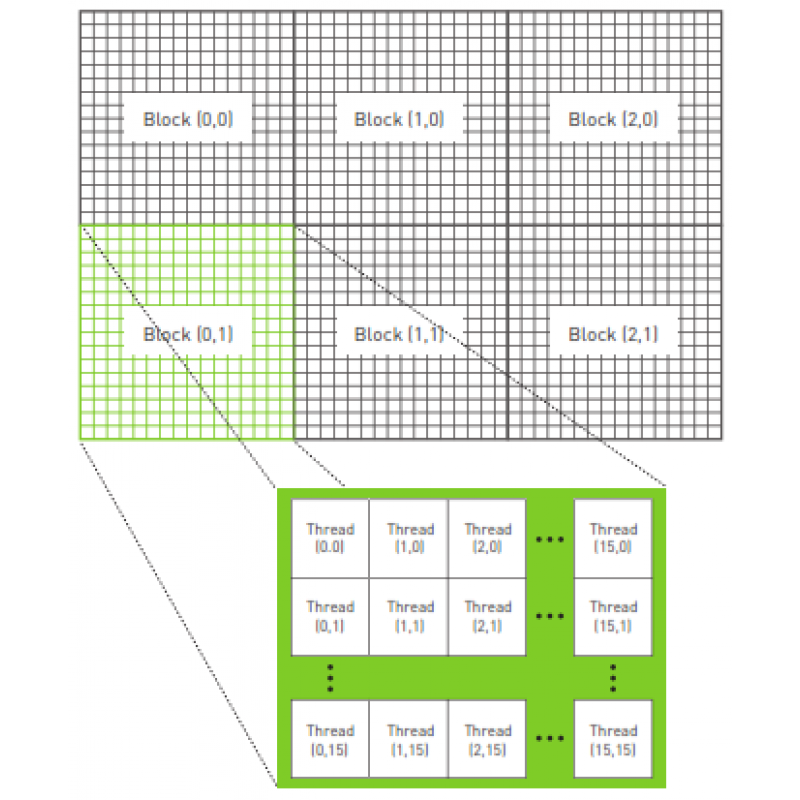 Block (0,0)
Block (1,0)
Block (2,0)
Block (0,1)
Block (1,1)
Block (2,1)
Thread
(0.0)
Thread
(1,0)
Thread
(2,0)
•••
Thread
(15,0)
Thread
(0,1)
Thread
(1,1)
Thread
(2,1)
•••
Thread
(15,1)
Thread
(0,15)
Thread
(1,15)
Thread
(2,15)
•••
Thread
(15,15)